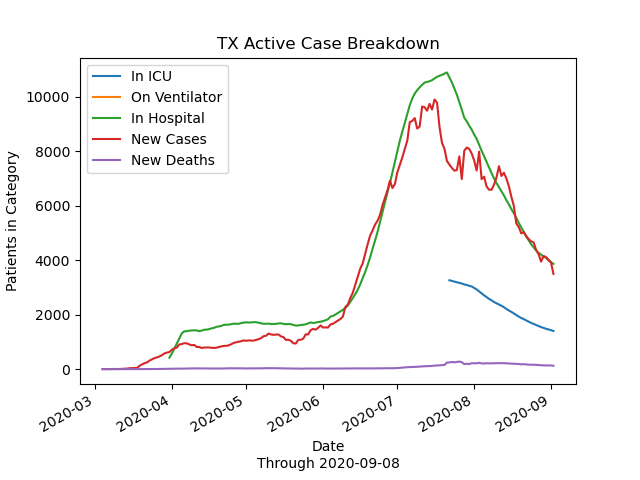 TX Active Case Breakdown
In ICU
On Ventilator
In Hospital
New Cases
New Deaths
Patients in Category
10000
8000
6000
4000
2000
0
2020-03
2020-04
2020-05
2020-06
2020-07
2020-08
2020-09
Date
Through 2020-09-08